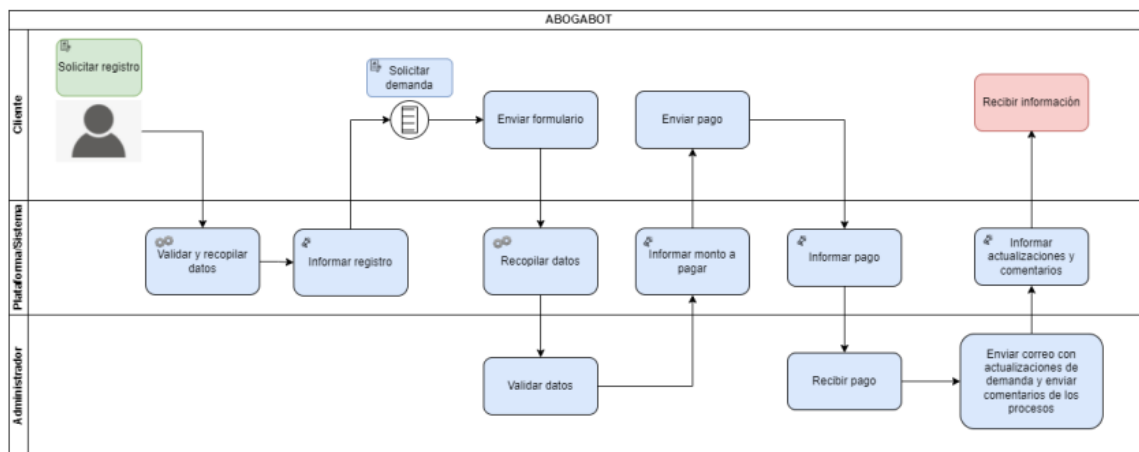 ABOGABOT
Cliente
Solicitar registro
Solicitar
demanda
Enviar formulario
Enviar pago
Recibir información
Plataforma/Sistema
Validar y recopilar
datos
Informar registro
Recopilar datos
Informar monto a
pagar
Informar pago
Informar
actualizaciones y
comentarios
Administrador
Validar datos
Recibir pago
Enviar correo con
actualizaciones de
demanda y enviar
comentarios de los
procesos